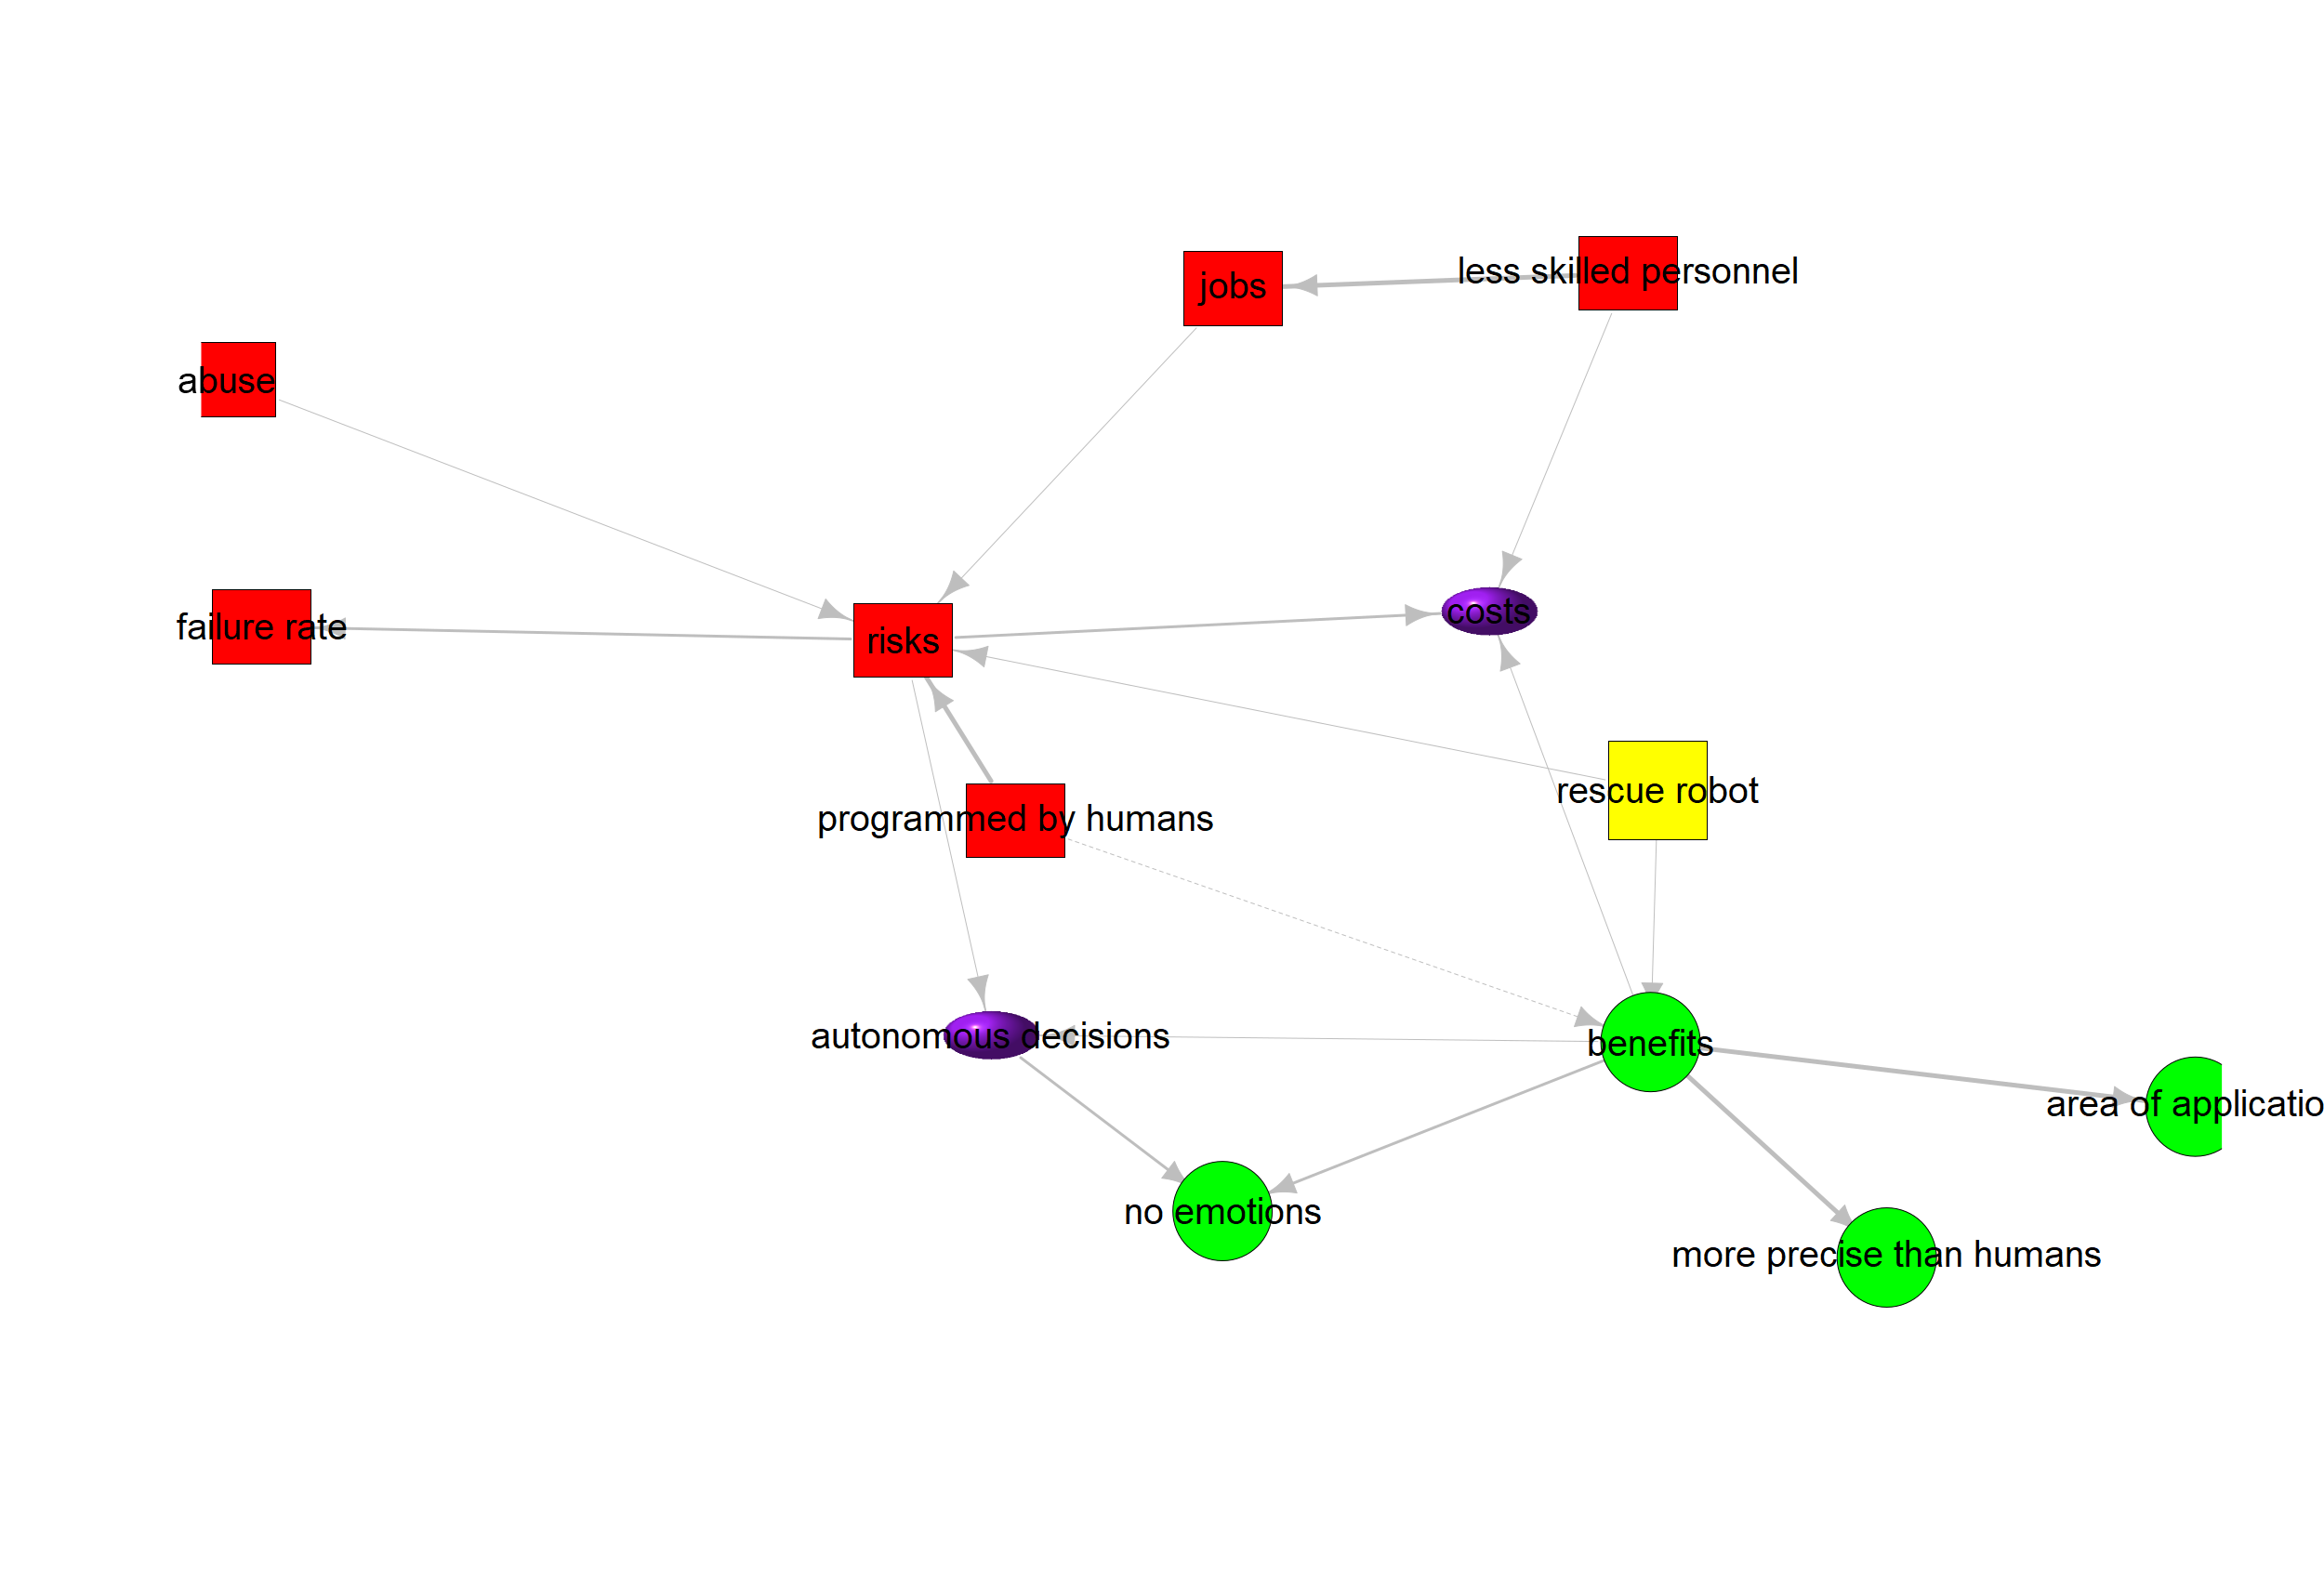 less skilled personnel
jobs
abuse
costs
failure rate
risks
rescue robot
programmed by humans
autonomous decisions
benefits
area of applicatio
no emotions
more precise than humans